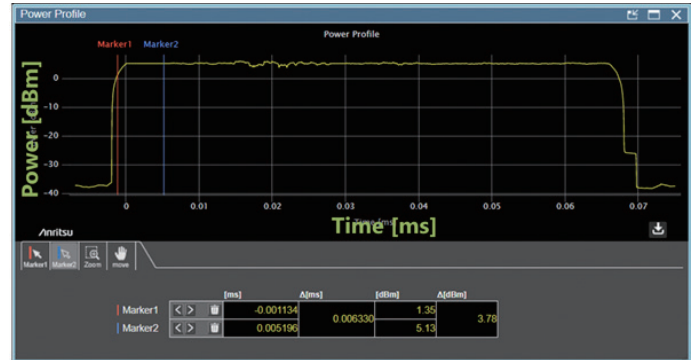 Power Profile
Power Profile
Marker1 Marker2
Power [dBm]
0
-10
-20
-30
-40
0 0.01 0.02 0.03 0.04 0.05 0.06 0.07
Time [ms]
Anritsu
Marker1 Marker2 Zoom move
[ms] Δ[ms] [dBm] Δ[dBm]
Marker1 < > -0.001134 0.006330 1.35 3.78
Marker2 < > 0.005196 5.13